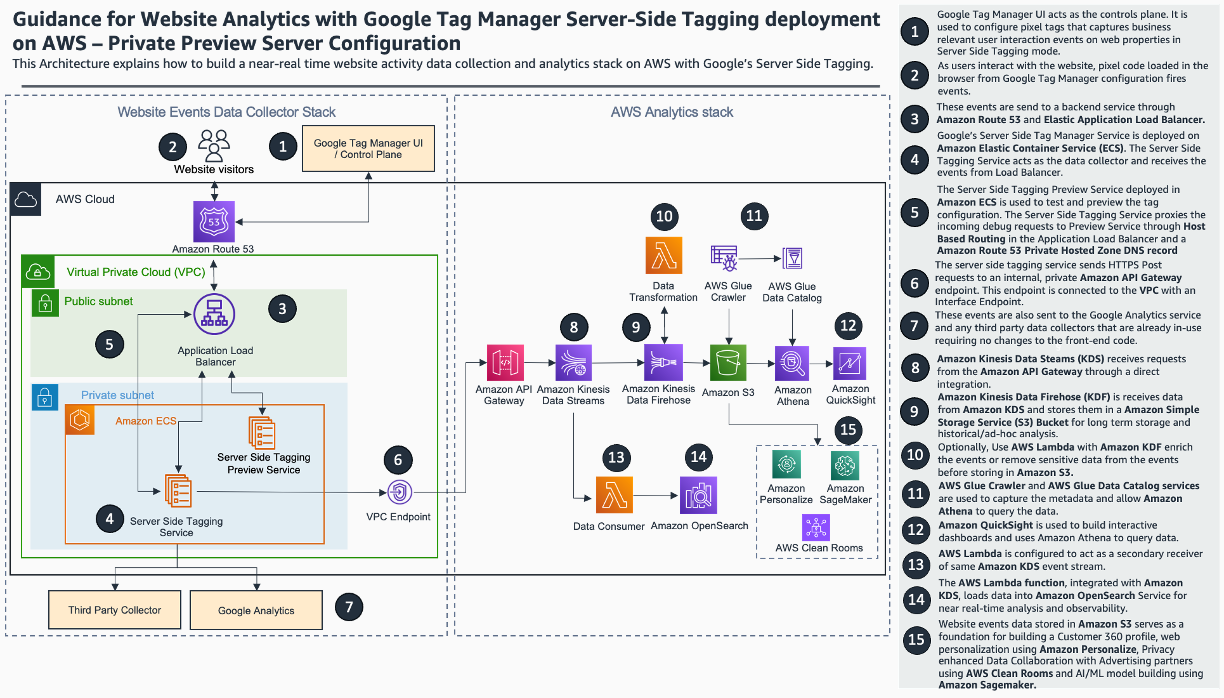 Guidance for Website Analytics with Google Tag Manager Server-Side Tagging deployment
on AWS – Private Preview Server Configuration
This Architecture explains how to build a near-real time website activity data collection and analytics stack on AWS with Google's Server Side Tagging.
Website Events Data Collector Stack
2
Website visitors
1
Google Tag Manager UI
/ Control Plane
AWS Cloud
53
Amazon Route 53
Virtual Private Cloud (VPC)
Public subnet
3
5
Application Load
Balancer
Private subnet
Amazon ECS
Server Side Tagging
Preview Service
4
Server Side Tagging
Service
6
VPC Endpoint
Third Party Collector
Google Analytics
7
AWS Analytics stack
10
11
Data
Transformation
AWS Glue
Crawler
AWS Glue
Data Catalog
8
9
12
Amazon API
Gateway
Amazon Kinesis
Data Streams
Amazon Kinesis
Data Firehose
Amazon S3
Amazon
Athena
Amazon
QuickSight
13
14
15
Data Consumer
Amazon OpenSearch
Amazon
Personalize
Amazon
SageMaker
AWS Clean Rooms
1
Google Tag Manager UI acts as the controls plane. It is
used to configure pixel tags that captures business
relevant user interaction events on web properties in
Server Side Tagging mode.
2
As users interact with the website, pixel code loaded in the
browser from Google Tag Manager configuration fires
events.
3
These events are send to a backend service through
Amazon Route 53 and Elastic Application Load Balancer.
4
Google's Server Side Tag Manager Service is deployed on
Amazon Elastic Container Service (ECS). The Server Side
Tagging Service acts as the data collector and receives the
events from Load Balancer.
5
The Server Side Tagging Preview Service deployed in
Amazon ECS is used to test and preview the tag
configuration. The Server Side Tagging Service proxies the
incoming debug requests to Preview Service through Host
Based Routing in the Application Load Balancer and a
Amazon Route 53 Private Hosted Zone DNS record
6
The server side tagging service sends HTTPS Post
requests to an internal, private Amazon API Gateway
endpoint. This endpoint is connected to the VPC with an
Interface Endpoint.
7
These events are also sent to the Google Analytics service
and any third party data collectors that are already in-use
requiring no changes to the front-end code.
8
Amazon Kinesis Data Steams (KDS) receives requests
from the Amazon API Gateway through a direct
integration.
9
Amazon Kinesis Data Firehose (KDF) is receives data
from Amazon KDS and stores them in a Amazon Simple
Storage Service (S3) Bucket for long term storage and
historical/ad-hoc analysis.
10
Optionally, Use AWS Lambda with Amazon KDF enrich
the events or remove sensitive data from the events
before storing in Amazon S3.
11
AWS Glue Crawler and AWS Glue Data Catalog services
are used to capture the metadata and allow Amazon
Athena to query the data.
12
Amazon QuickSight is used to build interactive
dashboards and uses Amazon Athena to query data.
13
AWS Lambda is configured to act as a secondary receiver
of same Amazon KDS event stream.
14
The AWS Lambda function, integrated with Amazon
KDS, loads data into Amazon OpenSearch Service for
near real-time analysis and observability.
15
Website events data stored in Amazon S3 serves as a
foundation for building a Customer 360 profile, web
personalization using Amazon Personalize, Privacy
enhanced Data Collaboration with Advertising partners
using AWS Clean Rooms and AI/ML model building using
Amazon Sagemaker.